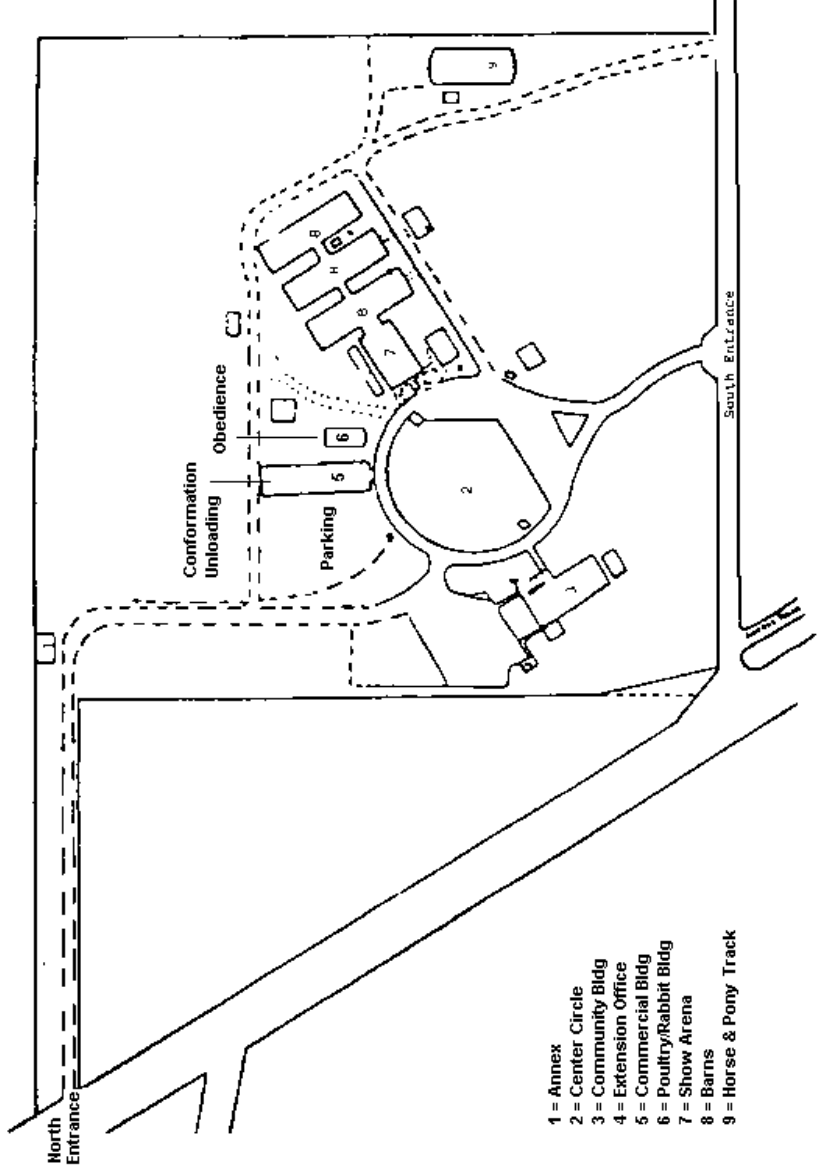 North
Entrance
Conformation
Unloading
Obedience
Parking
South Entrance
9
8
8
8
7
6
5
2
1 = Annex
2 = Center Circle
3 = Community Bldg
4 = Extension Office
5 = Commercial Bldg
6 = Poultry/Rabbit Bldg
7 = Show Arena
8 = Barns
9 = Horse & Pony Track